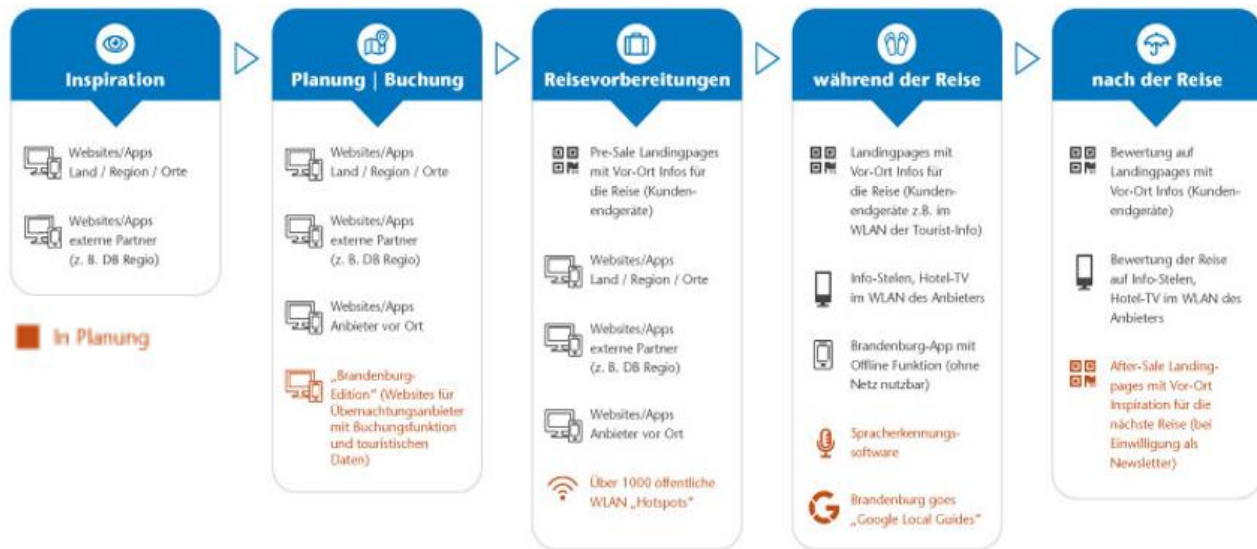 Inspiration
Websites/Apps
Land / Region / Orte
Websites/Apps
externe Partner
(z. B. DB Regio)
In Planung
Planung | Buchung
Websites/Apps
Land / Region / Orte
Websites/Apps
externe Partner
(z. B. DB Regio)
Websites/Apps
Anbieter vor Ort
„Brandenburg-
Edition“ (Websites für
Übernachtungsanbieter
mit Buchungsfunktion
und touristischen
Daten)
Reisevorbereitungen
Pre-Sale Landingpages
mit Vor-Ort Infos für
die Reise (Kunden-
endgeräte)
Websites/Apps
Land / Region / Orte
Websites/Apps
externe Partner
(z. B. DB Regio)
Websites/Apps
Anbieter vor Ort
Über 1000 öffentliche
WLAN „Hotspots“
während der Reise
Landingpages mit
Vor-Ort Infos für
die Reise (Kunden-
endgeräte z.B. im
WLAN der Tourist-Info)
Info-Stelen, Hotel-TV
im WLAN des Anbieters
Brandenburg-App mit
Offline Funktion (ohne
Netz nutzbar)
Spracherkennungs-
software
Brandenburg goes
„Google Local Guides“
nach der Reise
Bewertung auf
Landingpages mit
Vor-Ort Infos (Kunden-
endgeräte)
Bewertung der Reise
auf Info-Stelen,
Hotel-TV im WLAN des
Anbieters
After-Sale Landing-
pages mit Vor-Ort
Inspiration für die
nächste Reise (bei
Einwilligung als
Newsletter)